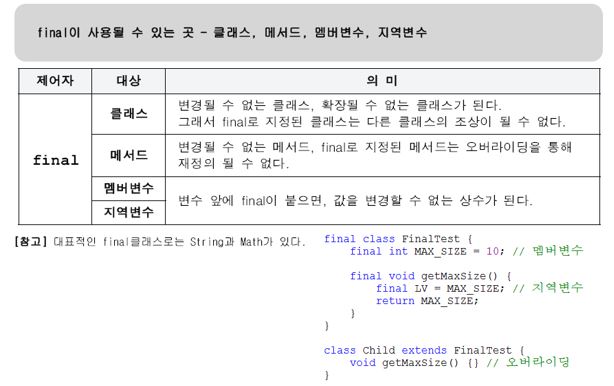 final이 사용될 수 있는 곳 - 클래스, 메서드, 멤버변수, 지역변수
제어자 대상 의 미
final
클래스
변경될 수 없는 클래스, 확장될 수 없는 클래스가 된다.
그래서 final로 지정된 클래스는 다른 클래스의 조상이 될 수 없다.
메서드
변경될 수 없는 메서드, final로 지정된 메서드는 오버라이딩을 통해
재정의 될 수 없다.
멤버변수
지역변수
변수 앞에 final이 붙으면, 값을 변경할 수 없는 상수가 된다.
[참고] 대표적인 final클래스로는 String과 Math가 있다.
final class FinalTest {
final int MAX_SIZE = 10; // 멤버변수
final void getMaxSize() {
final LV = MAX_SIZE; // 지역변수
return MAX_SIZE;
}
}
class Child extends FinalTest {
void getMaxSize() {} // 오버라이딩
}